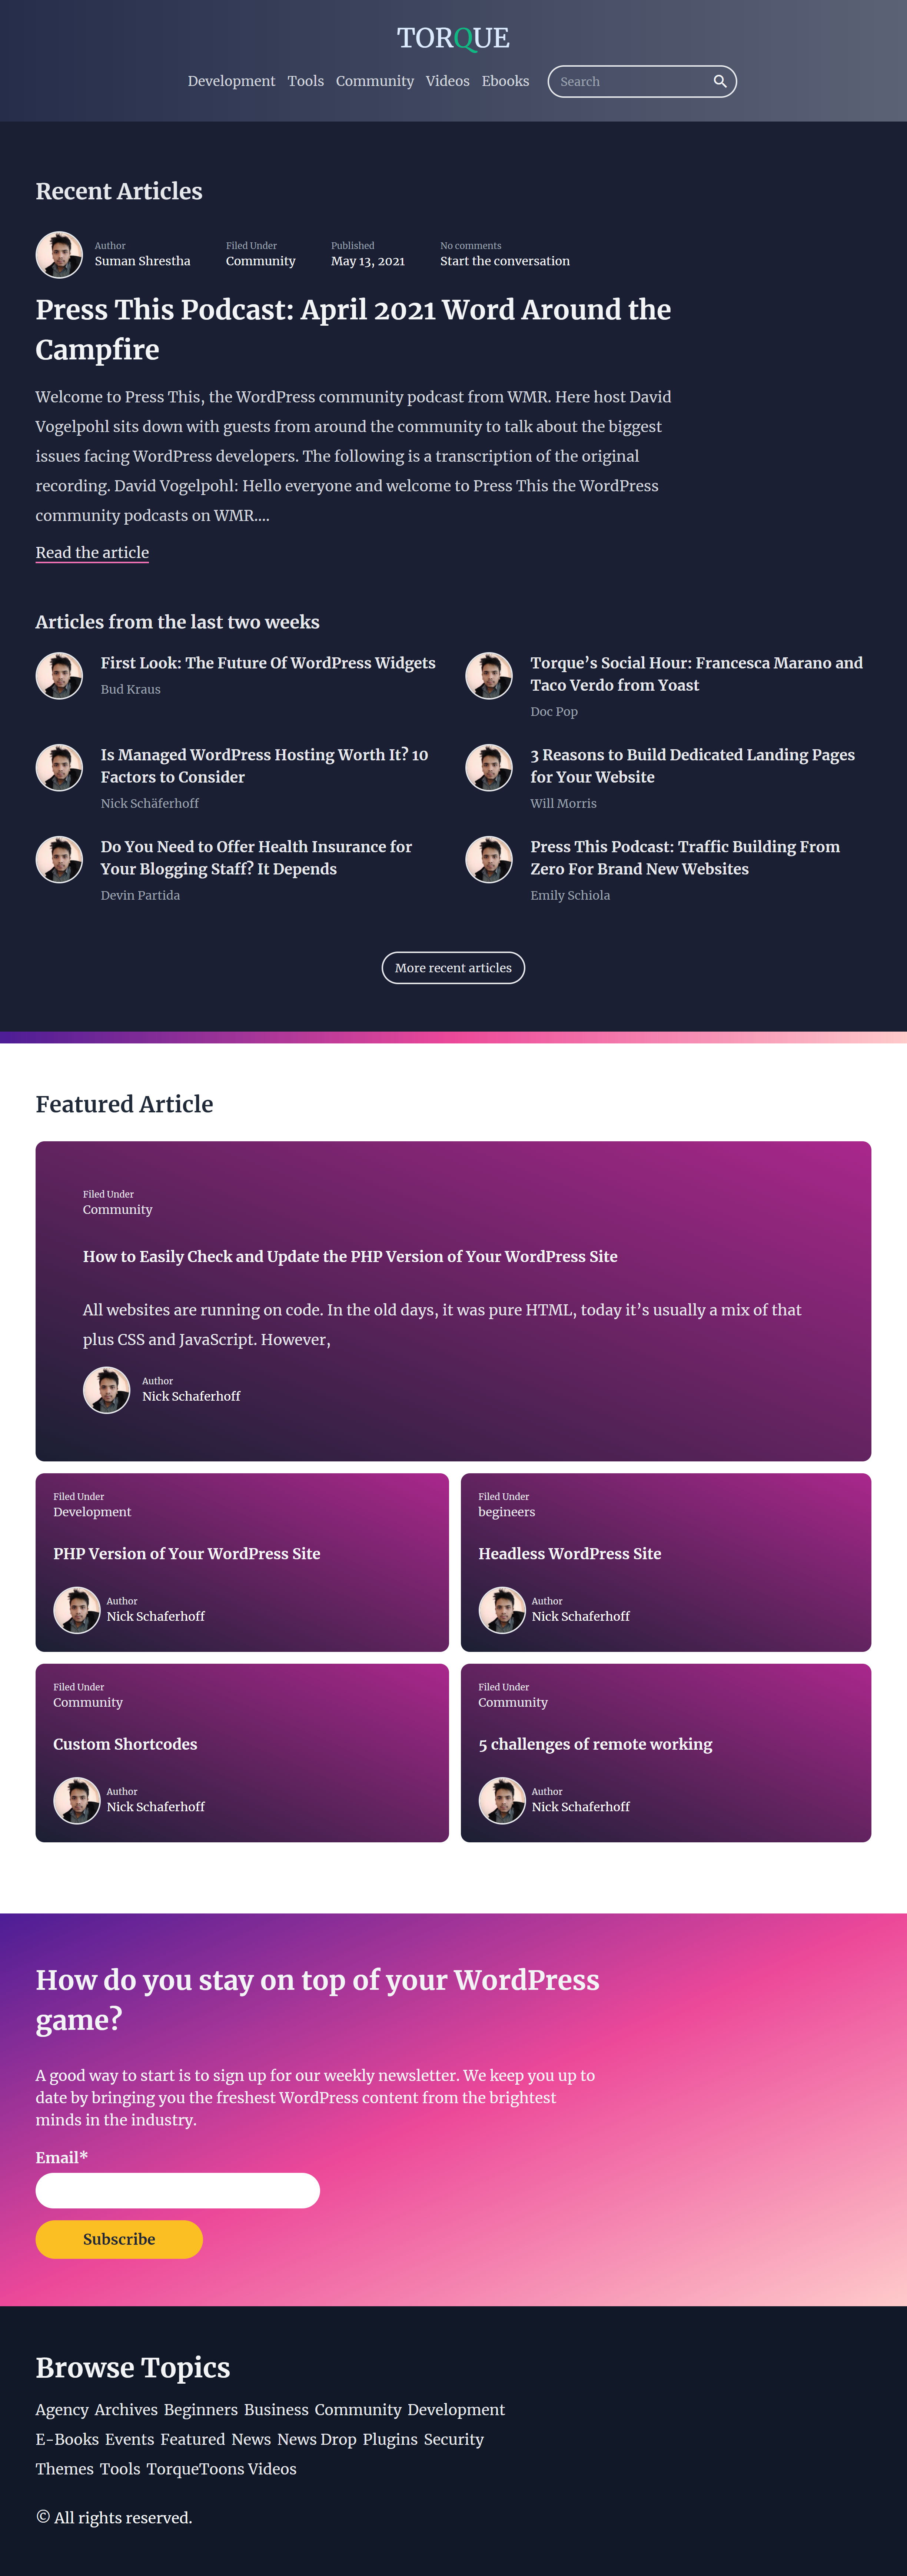 TORQUE
Development Tools Community Videos Ebooks Search
Recent Articles
Author Filed Under Published No comments
Suman Shrestha Community May 13, 2021 Start the conversation
Press This Podcast: April 2021 Word Around the
Campfire
Welcome to Press This, the WordPress community podcast from WMR. Here host David
Vogelpohl sits down with guests from around the community to talk about the biggest
issues facing WordPress developers. The following is a transcription of the original
recording. David Vogelpohl: Hello everyone and welcome to Press This the WordPress
community podcasts on WMR....
Read the article
Articles from the last two weeks
First Look: The Future Of WordPress Widgets
Bud Kraus
Torque’s Social Hour: Francesca Marano and
Taco Verdo from Yoast
Doc Pop
Is Managed WordPress Hosting Worth It? 10
Factors to Consider
Nick Schäferhoff
3 Reasons to Build Dedicated Landing Pages
for Your Website
Will Morris
Do You Need to Offer Health Insurance for
Your Blogging Staff? It Depends
Devin Partida
Press This Podcast: Traffic Building From
Zero For Brand New Websites
Emily Schiola
More recent articles
Featured Article
Filed Under
Community
How to Easily Check and Update the PHP Version of Your WordPress Site
All websites are running on code. In the old days, it was pure HTML, today it’s usually a mix of that
plus CSS and JavaScript. However,
Author
Nick Schaferhoff
Filed Under
Development
PHP Version of Your WordPress Site
Author
Nick Schaferhoff
Filed Under
begineers
Headless WordPress Site
Author
Nick Schaferhoff
Filed Under
Community
Custom Shortcodes
Author
Nick Schaferhoff
Filed Under
Community
5 challenges of remote working
Author
Nick Schaferhoff
How do you stay on top of your WordPress
game?
A good way to start is to sign up for our weekly newsletter. We keep you up to
date by bringing you the freshest WordPress content from the brightest
minds in the industry.
Email*
Subscribe
Browse Topics
Agency Archives Beginners Business Community Development
E-Books Events Featured News News Drop Plugins Security
Themes Tools TorqueToons Videos
© All rights reserved.